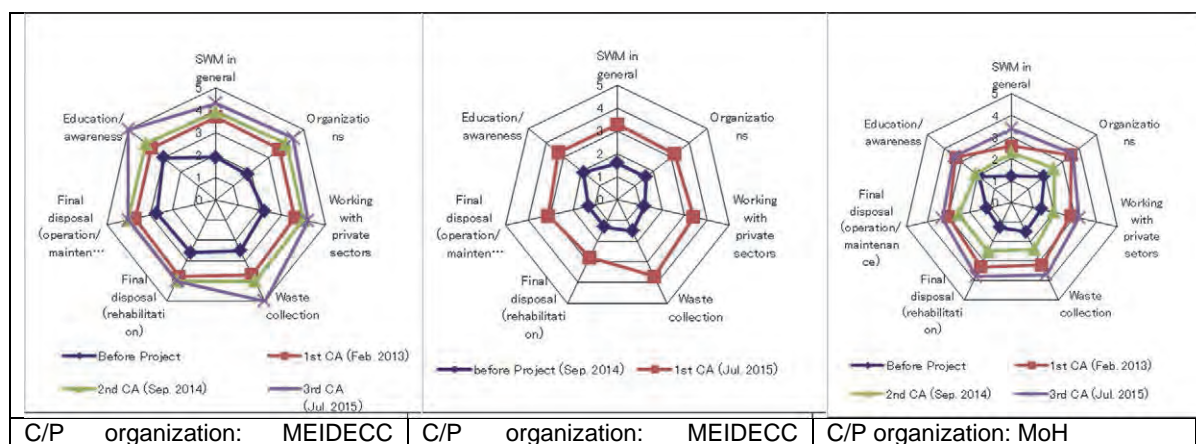 SWM in
general
5
4
3
2
1
0
Organizatio
ns
Working
with
private
sectors
Waste
collection
Final
disposal
(rehabilitati
on)
Final
disposal
(operation/
mainten…
Education/
awareness
Before Project
1st CA (Feb. 2013)
2nd CA (Sep. 2014)
3rd CA
(Jul. 2015)
SWM in
general
5
4
3
2
1
0
Organizatio
ns
Working
with
private
sectors
Waste
collection
Final
disposal
(rehabilitati
on)
Final
disposal
(operation/
mainten…
Education/
awareness
before Project (Sep. 2014)
1st CA (Jul. 2015)
SWM in
general
5
4
3
2
1
0
Organizatio
ns
Working
with
private
setors
Waste
collection
Final
disposal
(rehabilitati
on)
Final
disposal
(operation/
maintenan
ce)
Education/
awareness
Before Project
1st CA (Feb. 2013)
2nd CA (Sep. 2014)
3rd CA (Jul. 2015)
C/P organization: MEIDECC
C/P organization: MEIDECC
C/P organization: MoH